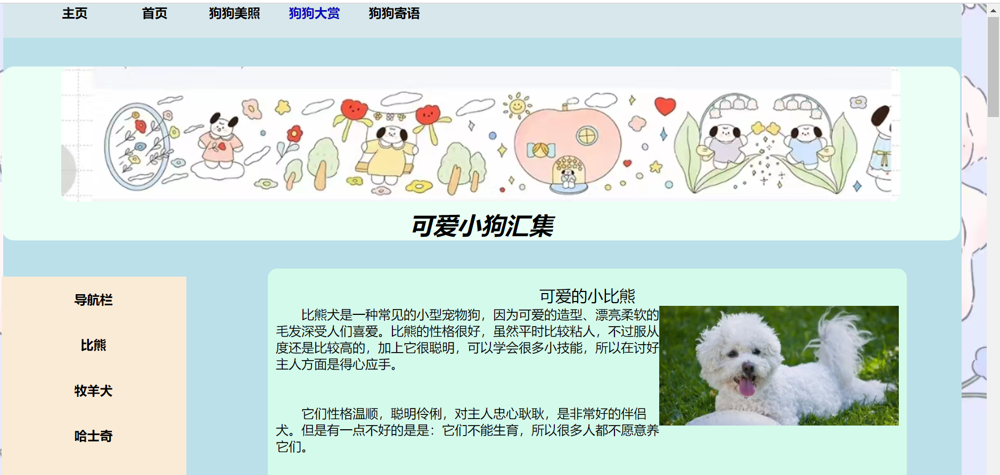 主页 首页 狗狗美照 狗狗大赏 狗狗寄语
可爱小狗汇集
导航栏
比熊
牧羊犬
哈士奇
可爱的小比熊
比熊犬是一种常见的小型宠物狗，因为可爱的造型、漂亮柔软的
毛发深受人们喜爱。比熊的性格很好，虽然平时比较粘人，不过服从
度还是比较高的，加上它很聪明，可以学会很多小技能，所以在讨好
主人方面是得心应手。
它们性格温顺，聪明伶俐，对主人忠心耿耿，是非常好的伴侣
犬。但是有一点不好的是是：它们不能生育，所以很多人都不愿意养
它们。